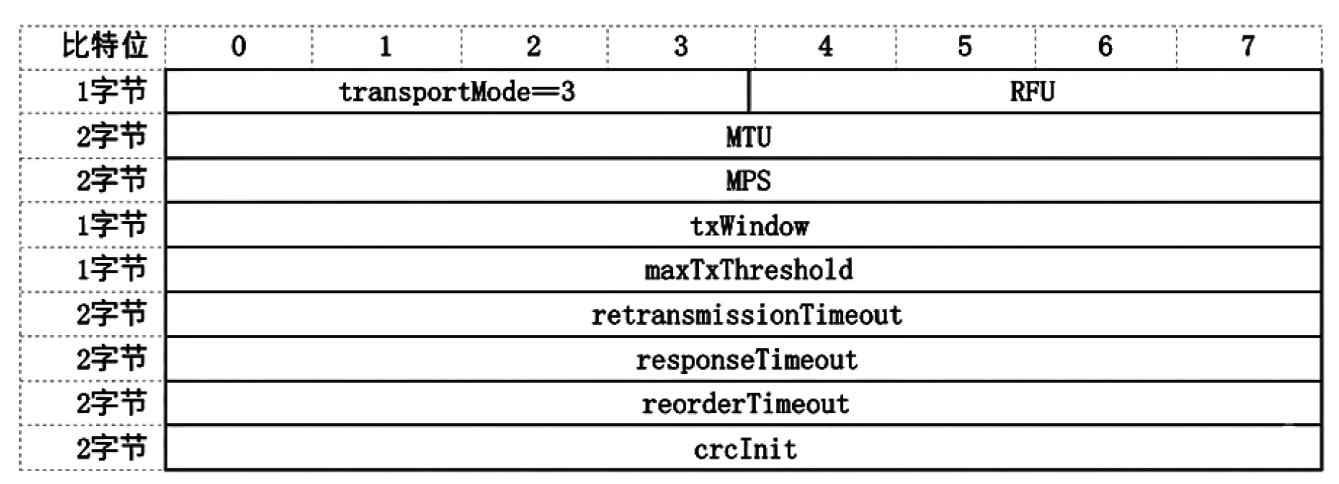 比特位 0 1 2 3 4 5 6 7
1字节 transportMode==3 RFU
2字节 MTU
2字节 MPS
1字节 txWindow
1字节 maxTxThreshold
2字节 retransmissionTimeout
2字节 responseTimeout
2字节 reorderTimeout
2字节 crcInit